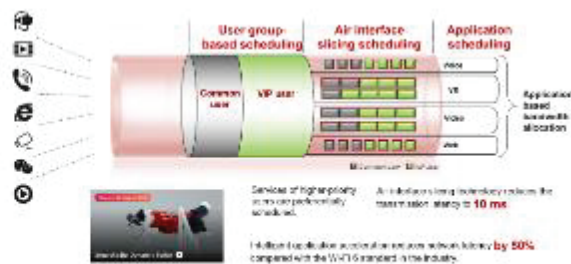 User group-
based scheduling
Air interface
slicing scheduling
Application
scheduling
Common
user
VIP user
Voice
VR
Video
Web
Application
based
bandwidth
allocation
Services of higher-priority
users are preferentially
scheduled.
Air interface slicing technology reduces the
transmission latency to 10 ms
Intelligent application acceleration reduces network latency by 50%
compared with the Wi-Fi 6 standard in the industry.